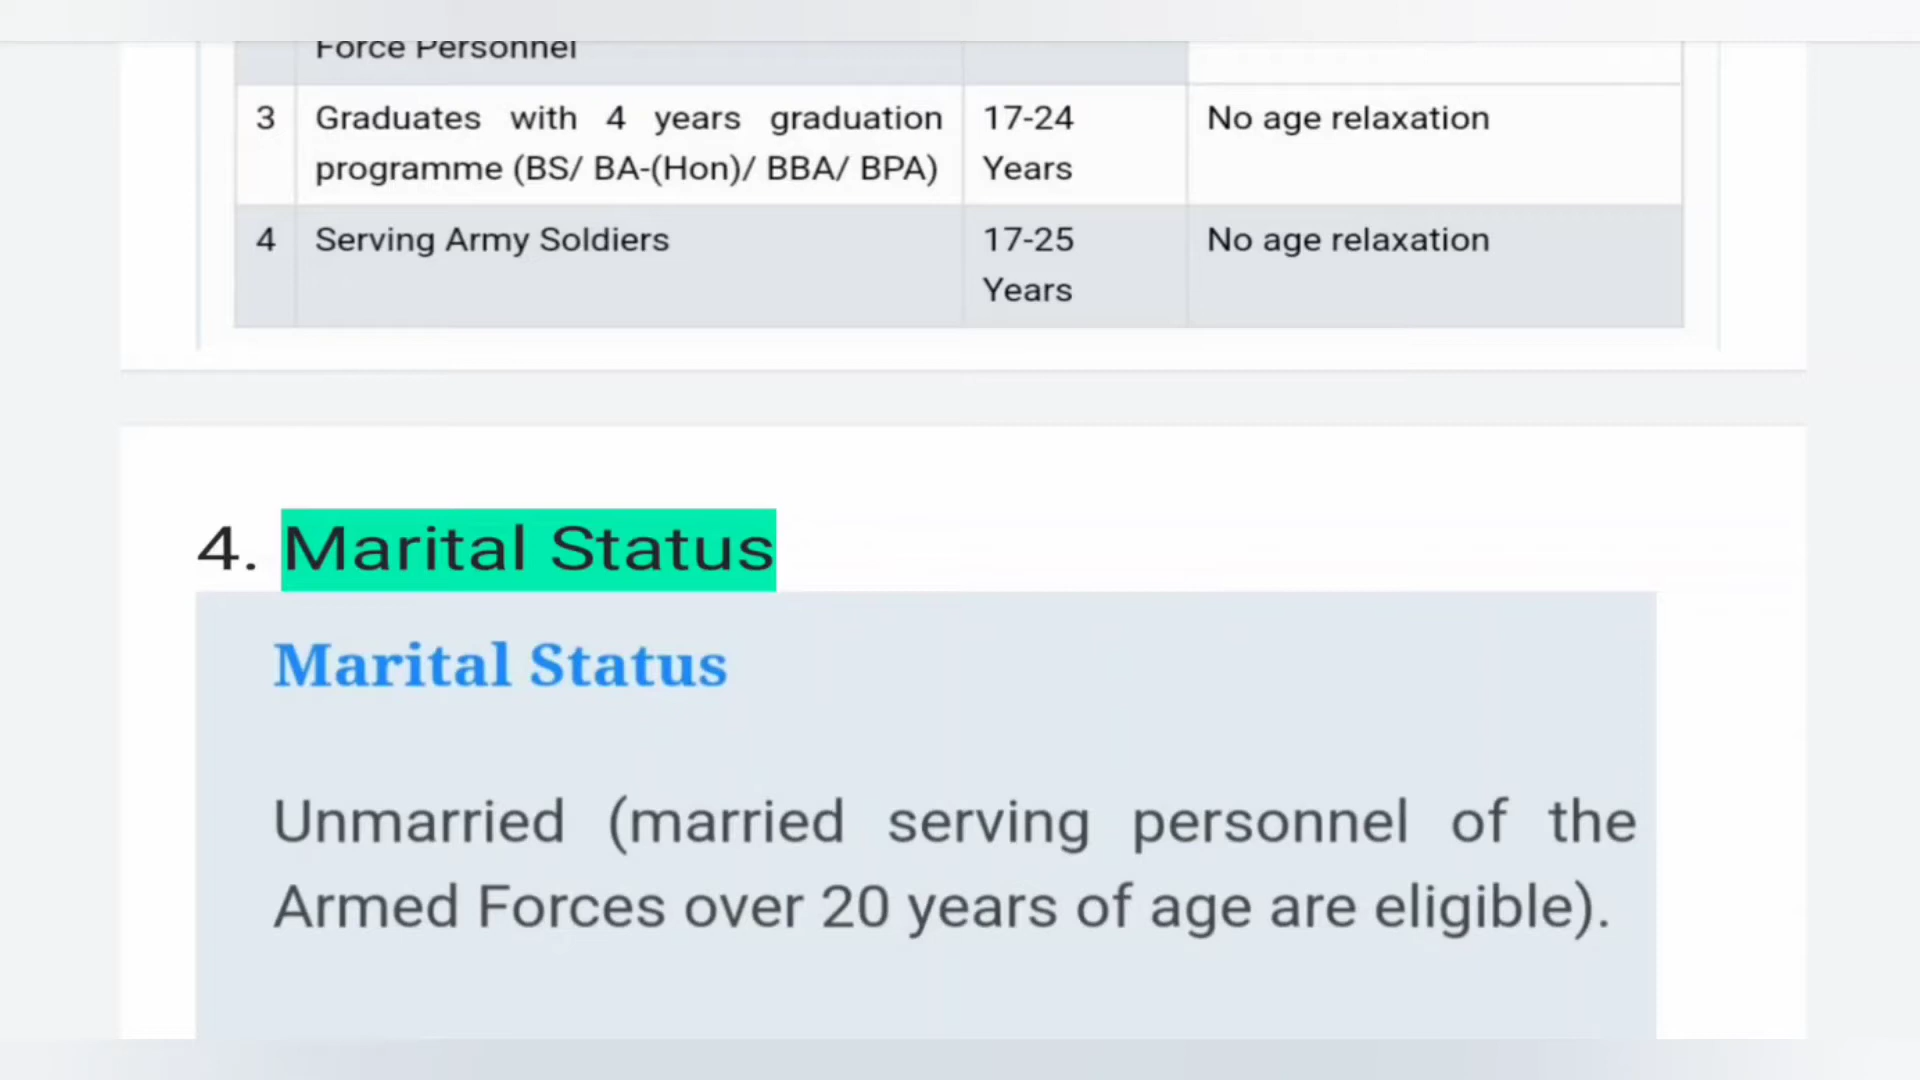 Force Personnel
3 Graduates with 4 years graduation 17-24 No age relaxation
programme (BS/ BA-(Hon)/ BBA/ BPA) Years
4 Serving Army Soldiers 17-25 No age relaxation
Years
4. Marital Status
Marital Status
Unmarried (married serving personnel of the
Armed Forces over 20 years of age are eligible).